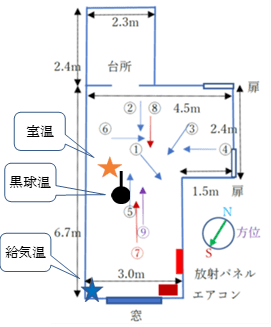 2.3m
台所
2.4m
扉
4.5m
室温
②
⑧
⑥
③
2.4m
①
④
黒球温
1.5m
扉
⑤
⑨
N
方位
S
6.7m
⑦
給気温
3.0m
放射パネル
エアコン
窓